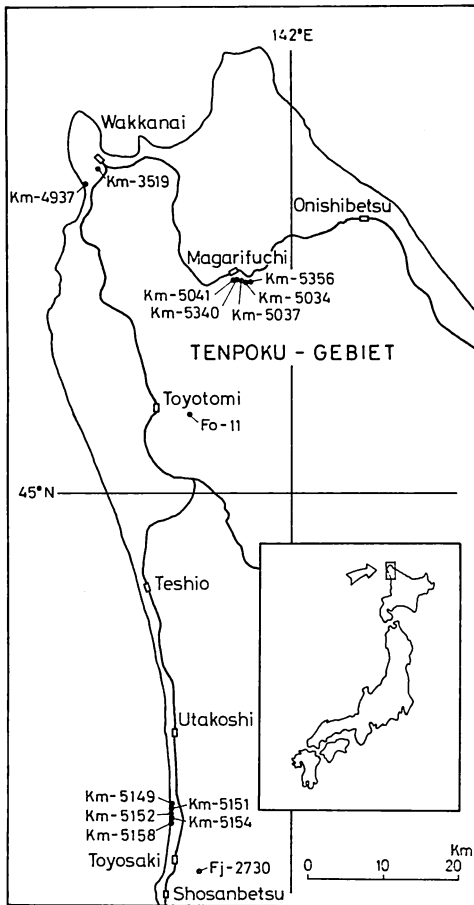 142°E
Wakkanai
Km-3519
Km-4937
Onishibetsu
Magarifuchi
Km-5356
Km-5041
Km-5034
Km-5340
Km-5037
TENPOKU - GEBIET
Toyotomi
Fo-11
45°N
Teshio
Utakoshi
Km-5149
Km-5151
Km-5152
Km-5154
Km-5158
Toyosaki
Fj-2730
Shosanbetsu
Km
0 10 20